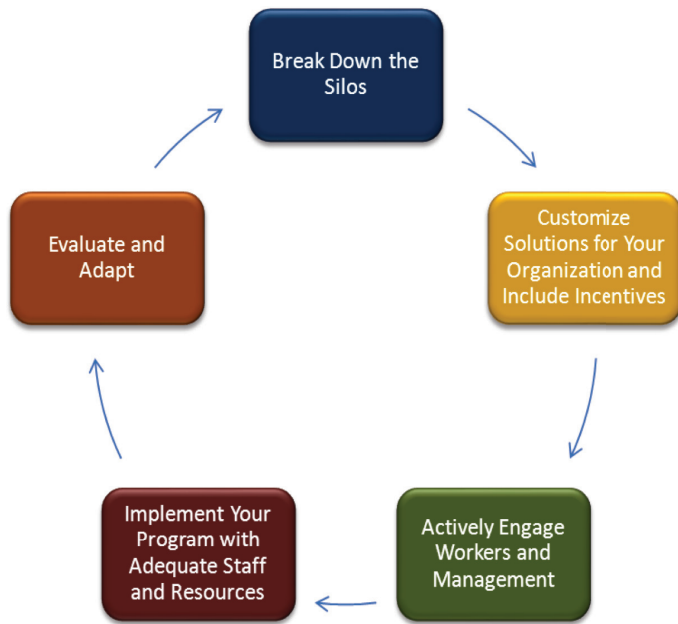 Break Down the
Silos
Customize
Solutions for Your
Organization and
Include Incentives
Actively Engage
Workers and
Management
Implement Your
Program with
Adequate Staff
and Resources
Evaluate and
Adapt